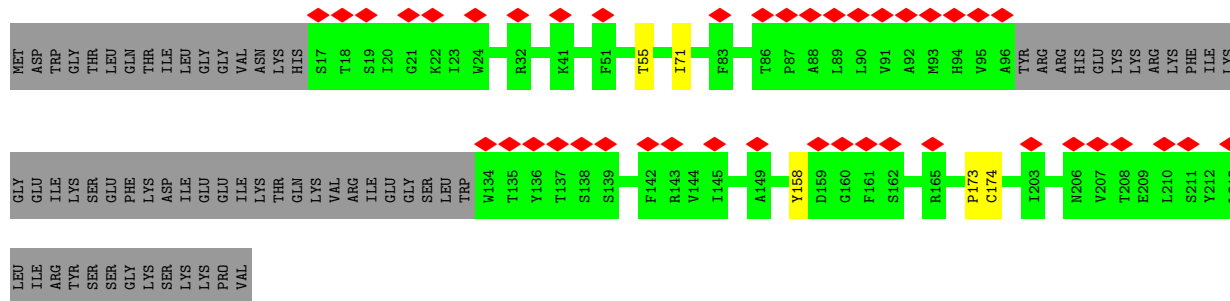 MET ASP TRP GLY THR LEU GLN THR ILE LEU GLY GLY VAL ASN LYS HIS S17 T18 S19 I20 G21 K22 I23 W24 R32 K41 F51 T55 I71 F83 T86 P87 A88 L89 L90 V91 A92 M93 H94 V95 A96 TYR ARG ARG HIS GLU LYS LYS ARG LYS PHE ILE LYS
GLY GLU ILE LYS SER SER GLU PHE LYS ASP ILE ILE GLU GLU ILE LYS THR GLN LYS VAL ARG ILE GLU GLY SER LEU TRP W134 T135 Y136 T137 S138 S139 F142 R143 V144 I145 A149 Y158 D159 G160 F161 S162 R165 P173 C174 I203 N206 V207 T208 E209 L210 S211 Y212
LEU ILE ARG TYR SER SER GLY LYS SER LYS LYS PRO VAL